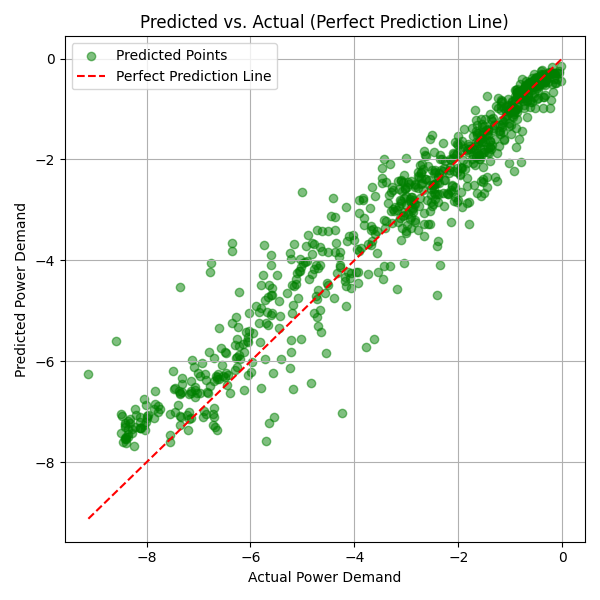 Predicted vs. Actual (Perfect Prediction Line)
Predicted Points
Perfect Prediction Line
0
−2
−4
−6
−8
Predicted Power Demand
−8 −6 −4 −2 0
Actual Power Demand